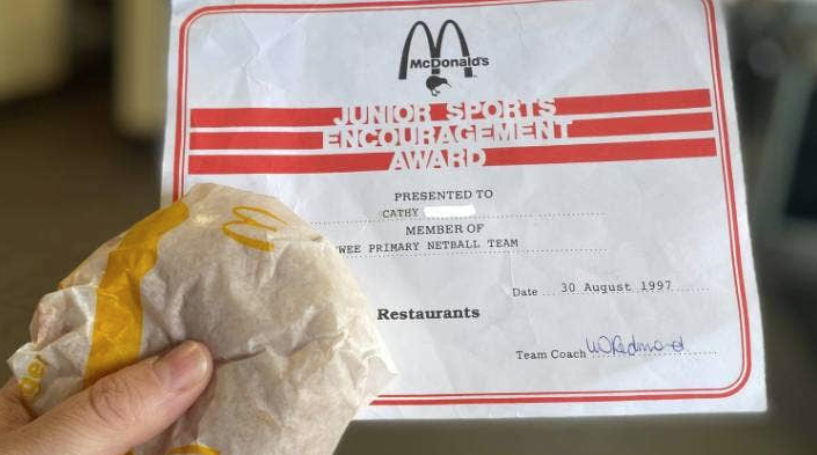 McDonald's
JUNIOR SPORTS
ENCOURAGEMENT
AWARD
PRESENTED TO
CATHY
MEMBER OF
WEE PRIMARY NETBALL TEAM
Date 30 August 1997
Restaurants
Team Coach